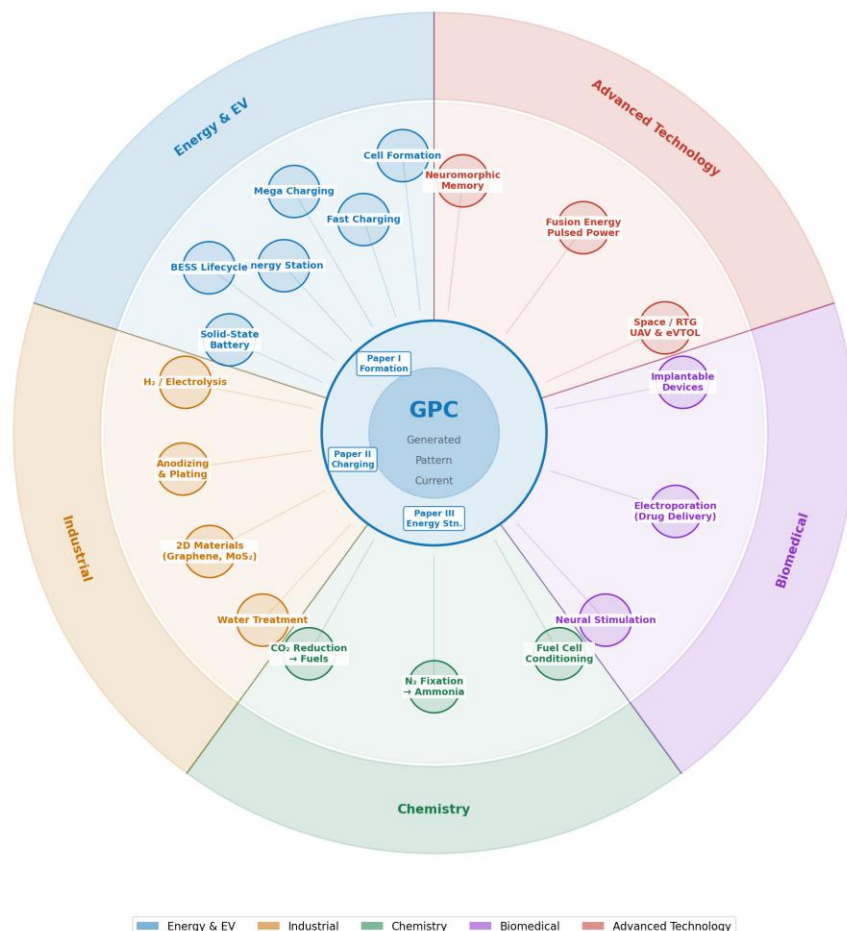 Energy & EV
Advanced Technology
Cell Formation
Neuromorphic
Memory
Mega Charging
Fast Charging
Fusion Energy
Pulsed Power
BESS Lifecycle
nergy Station
Solid-State
Battery
Space / RTG
UAV & eVTOL
H₂ / Electrolysis
Implantable
Devices
Paper I
Formation
GPC
Generated
Pattern
Current
Paper II
Charging
Paper III
Energy Stn.
Anodizing
& Plating
Electroporation
(Drug Delivery)
2D Materials
(Graphene, MoS₂)
Industrial
Biomedical
Water Treatment
Neural Stimulation
CO₂ Reduction
→ Fuels
Fuel Cell
Conditioning
N₂ Fixation
→ Ammonia
Chemistry
Energy & EV
Industrial
Chemistry
Biomedical
Advanced Technology